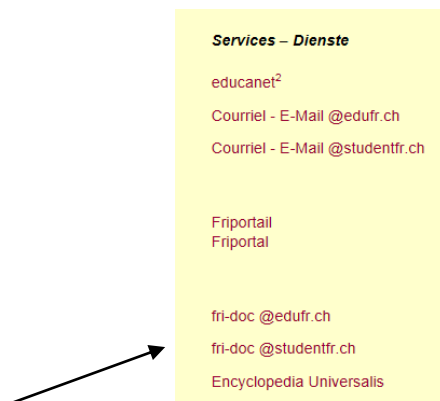 Services – Dienste
educanet²
Courriel - E-Mail @edufr.ch
Courriel - E-Mail @studentfr.ch
Friportail
Friportal
fri-doc @edufr.ch
fri-doc @studentfr.ch
Encyclopedia Universalis